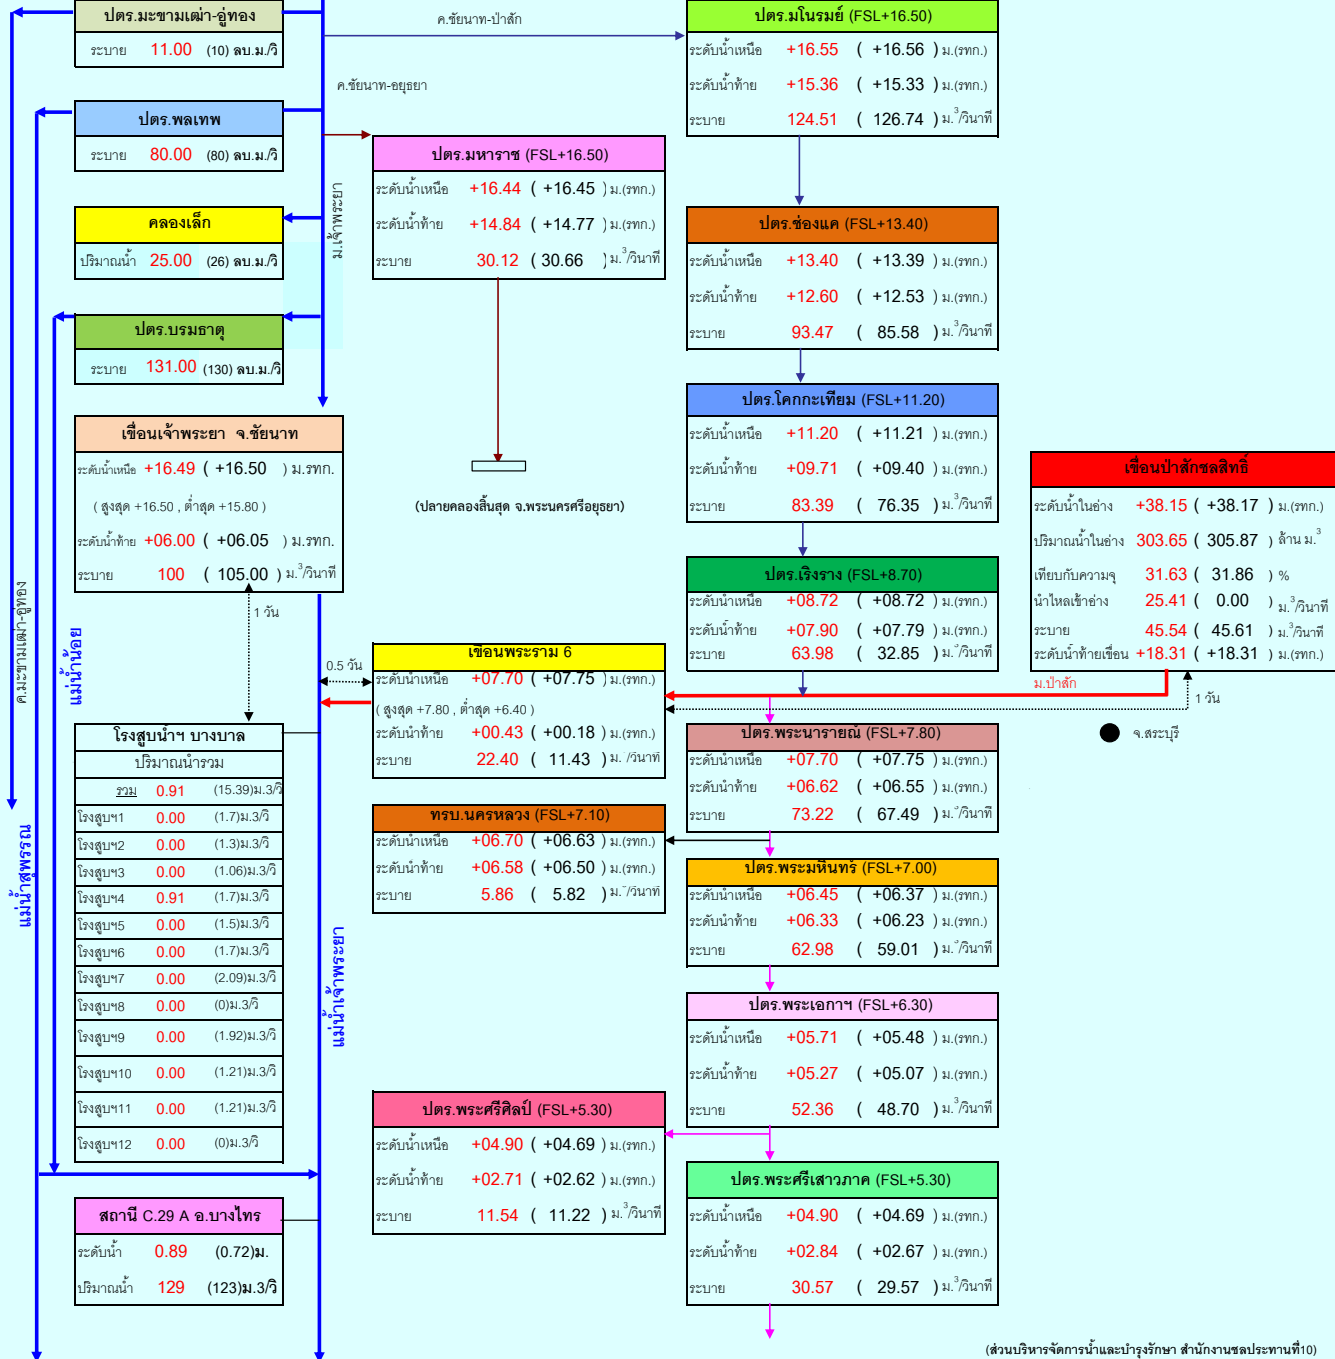 ปตร.มะขามเฒ่า-อู่ทอง
ระบาย 11.00 (10) ลบ.ม./วิ
ปตร.พลเทพ
ระบาย 80.00 (80) ลบ.ม./วิ
คลองเล็ก
ปริมาณน้ำ 25.00 (26) ลบ.ม./วิ
ปตร.บรมธาตุ
ระบาย 131.00 (130) ลบ.ม./วิ
เขื่อนเจ้าพระยา จ.ชัยนาท
ระดับน้ำเหนือ +16.49 ( +16.50 ) ม.รทก.
( สูงสุด +16.50 , ต่ำสุด +15.80 )
ระดับน้ำท้าย +06.00 ( +06.05 ) ม.รทก.
ระบาย 100 ( 105.00 ) ม.3/วินาที
1 วัน
ค.มะขามเฒ่า-อู่ทอง
แม่น้ำน้อย
แม่น้ำสุพรรณ
ม.เจ้าพระยา
แม่น้ำเจ้าพระยา
โรงสูบน้ำฯ บางบาล
ปริมาณน้ำรวม
รวม 0.91 (15.39)ม.3/วิ
โรงสูบฯ1 0.00 (1.7)ม.3/วิ
โรงสูบฯ2 0.00 (1.3)ม.3/วิ
โรงสูบฯ3 0.00 (1.06)ม.3/วิ
โรงสูบฯ4 0.91 (1.7)ม.3/วิ
โรงสูบฯ5 0.00 (1.5)ม.3/วิ
โรงสูบฯ6 0.00 (1.7)ม.3/วิ
โรงสูบฯ7 0.00 (2.09)ม.3/วิ
โรงสูบฯ8 0.00 (0)ม.3/วิ
โรงสูบฯ9 0.00 (1.92)ม.3/วิ
โรงสูบฯ10 0.00 (1.21)ม.3/วิ
โรงสูบฯ11 0.00 (1.21)ม.3/วิ
โรงสูบฯ12 0.00 (0)ม.3/วิ
สถานี C.29 A อ.บางไทร
ระดับน้ำ 0.89 (0.72)ม.
ปริมาณน้ำ 129 (123)ม.3/วิ
ค.ชัยนาท-ป่าสัก
ค.ชัยนาท-อยุธยา
ปตร.มหาราช (FSL+16.50)
ระดับน้ำเหนือ +16.44 ( +16.45 ) ม.(รทก.)
ระดับน้ำท้าย +14.84 ( +14.77 ) ม.(รทก.)
ระบาย 30.12 ( 30.66 ) ม.3/วินาที
(ปลายคลองสิ้นสุด จ.พระนครศรีอยุธยา)
0.5 วัน
เขื่อนพระราม 6
ระดับน้ำเหนือ +07.70 ( +07.75 ) ม.(รทก.)
( สูงสุด +7.80 , ต่ำสุด +6.40 )
ระดับน้ำท้าย +00.43 ( +00.18 ) ม.(รทก.)
ระบาย 22.40 ( 11.43 ) ม.3/วินาที
ทรบ.นครหลวง (FSL+7.10)
ระดับน้ำเหนือ +06.70 ( +06.63 ) ม.(รทก.)
ระดับน้ำท้าย +06.58 ( +06.50 ) ม.(รทก.)
ระบาย 5.86 ( 5.82 ) ม.3/วินาที
ปตร.พระศรีศิลป์ (FSL+5.30)
ระดับน้ำเหนือ +04.90 ( +04.69 ) ม.(รทก.)
ระดับน้ำท้าย +02.71 ( +02.62 ) ม.(รทก.)
ระบาย 11.54 ( 11.22 ) ม.3/วินาที
ปตร.มโนรมย์ (FSL+16.50)
ระดับน้ำเหนือ +16.55 ( +16.56 ) ม.(รทก.)
ระดับน้ำท้าย +15.36 ( +15.33 ) ม.(รทก.)
ระบาย 124.51 ( 126.74 ) ม.3/วินาที
ปตร.ช่องแค (FSL+13.40)
ระดับน้ำเหนือ +13.40 ( +13.39 ) ม.(รทก.)
ระดับน้ำท้าย +12.60 ( +12.53 ) ม.(รทก.)
ระบาย 93.47 ( 85.58 ) ม.3/วินาที
ปตร.โคกกะเทียม (FSL+11.20)
ระดับน้ำเหนือ +11.20 ( +11.21 ) ม.(รทก.)
ระดับน้ำท้าย +09.71 ( +09.40 ) ม.(รทก.)
ระบาย 83.39 ( 76.35 ) ม.3/วินาที
ปตร.เริงราง (FSL+8.70)
ระดับน้ำเหนือ +08.72 ( +08.72 ) ม.(รทก.)
ระดับน้ำท้าย +07.90 ( +07.79 ) ม.(รทก.)
ระบาย 63.98 ( 32.85 ) ม.3/วินาที
ปตร.พระนารายณ์ (FSL+7.80)
ระดับน้ำเหนือ +07.70 ( +07.75 ) ม.(รทก.)
ระดับน้ำท้าย +06.62 ( +06.55 ) ม.(รทก.)
ระบาย 73.22 ( 67.49 ) ม.3/วินาที
ปตร.พระมหินทร์ (FSL+7.00)
ระดับน้ำเหนือ +06.45 ( +06.37 ) ม.(รทก.)
ระดับน้ำท้าย +06.33 ( +06.23 ) ม.(รทก.)
ระบาย 62.98 ( 59.01 ) ม.3/วินาที
ปตร.พระเอกาฯ (FSL+6.30)
ระดับน้ำเหนือ +05.71 ( +05.48 ) ม.(รทก.)
ระดับน้ำท้าย +05.27 ( +05.07 ) ม.(รทก.)
ระบาย 52.36 ( 48.70 ) ม.3/วินาที
ปตร.พระศรีเสาวภาค (FSL+5.30)
ระดับน้ำเหนือ +04.90 ( +04.69 ) ม.(รทก.)
ระดับน้ำท้าย +02.84 ( +02.67 ) ม.(รทก.)
ระบาย 30.57 ( 29.57 ) ม.3/วินาที
เขื่อนป่าสักชลสิทธิ์
ระดับน้ำในอ่าง +38.15 ( +38.17 ) ม.(รทก.)
ปริมาณน้ำในอ่าง 303.65 ( 305.87 ) ล้าน ม.3
เทียบกับความจุ 31.63 ( 31.86 ) %
น้ำไหลเข้าอ่าง 25.41 ( 0.00 ) ม.3/วินาที
ระบาย 45.54 ( 45.61 ) ม.3/วินาที
ระดับน้ำท้ายเขื่อน +18.31 ( +18.31 ) ม.(รทก.)
ม.ป่าสัก
1 วัน
จ.สระบุรี
(ส่วนบริหารจัดการน้ำและบำรุงรักษา สำนักงานชลประทานที่10)